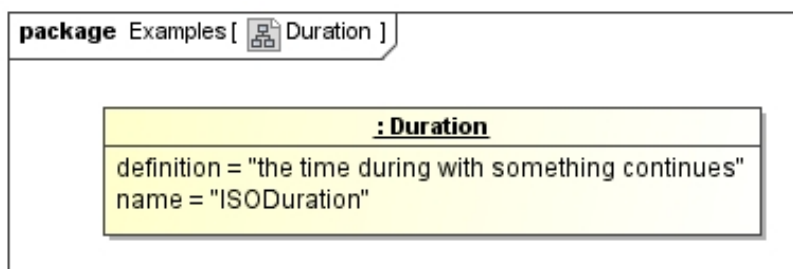 package Examples [ Duration ]
: Duration
definition = "the time during with something continues"
name = "ISODuration"